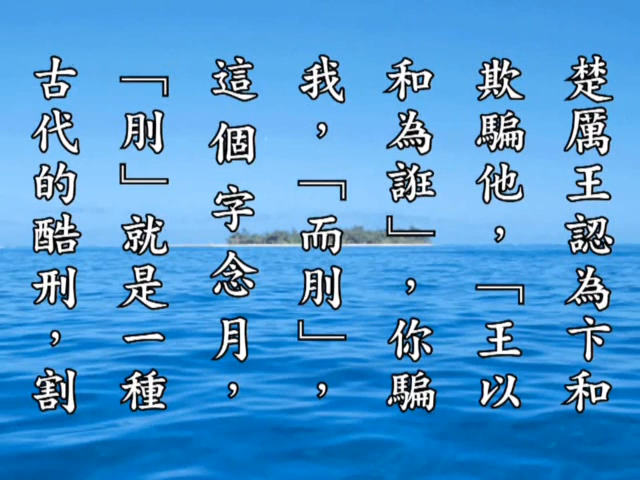 楚厲王認為卞和
欺騙他，「王以
和為誑」，你騙
我，「而刖」，
這個字念月，
「刖」就是一種
古代的酷刑，割